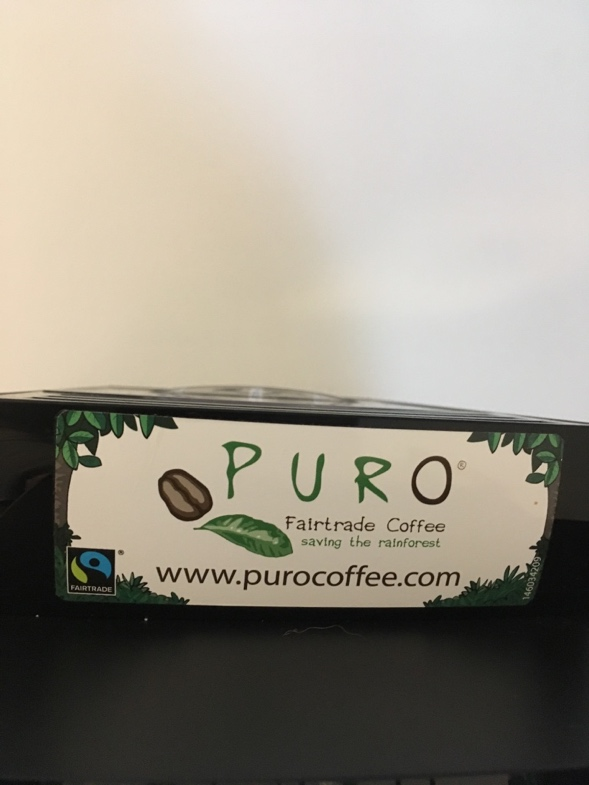 PURO®
Fairtrade Coffee
saving the rainforest
www.purocoffee.com
FAIRTRADE®